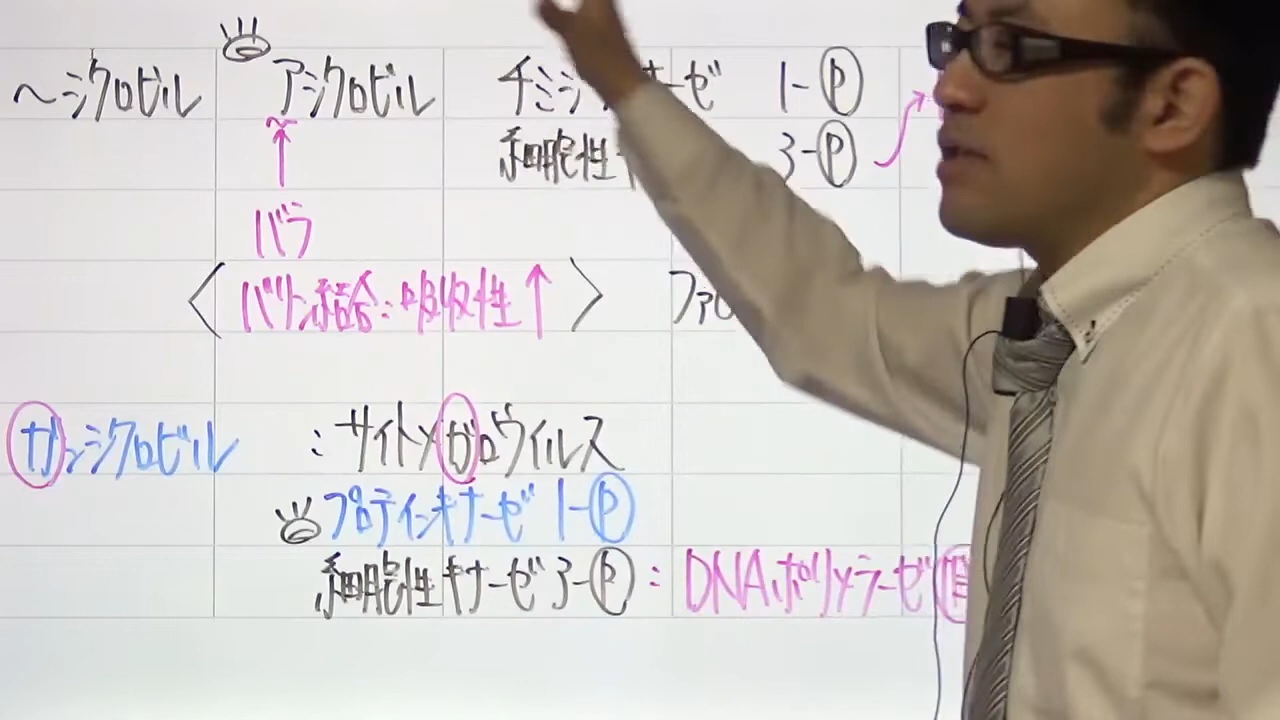 〜シクロビル アシクロビル チミジ ーゼ 1-Ⓟ
細胞性 3-Ⓟ
↑
バラ
〈バリン結合:吸収性↑〉 ファ
ガンシクロビル :サイトメガロウイルス
プロテインキナーゼ 1-Ⓟ
細胞性キナーゼ 3-Ⓟ:DNAポリメラーゼ